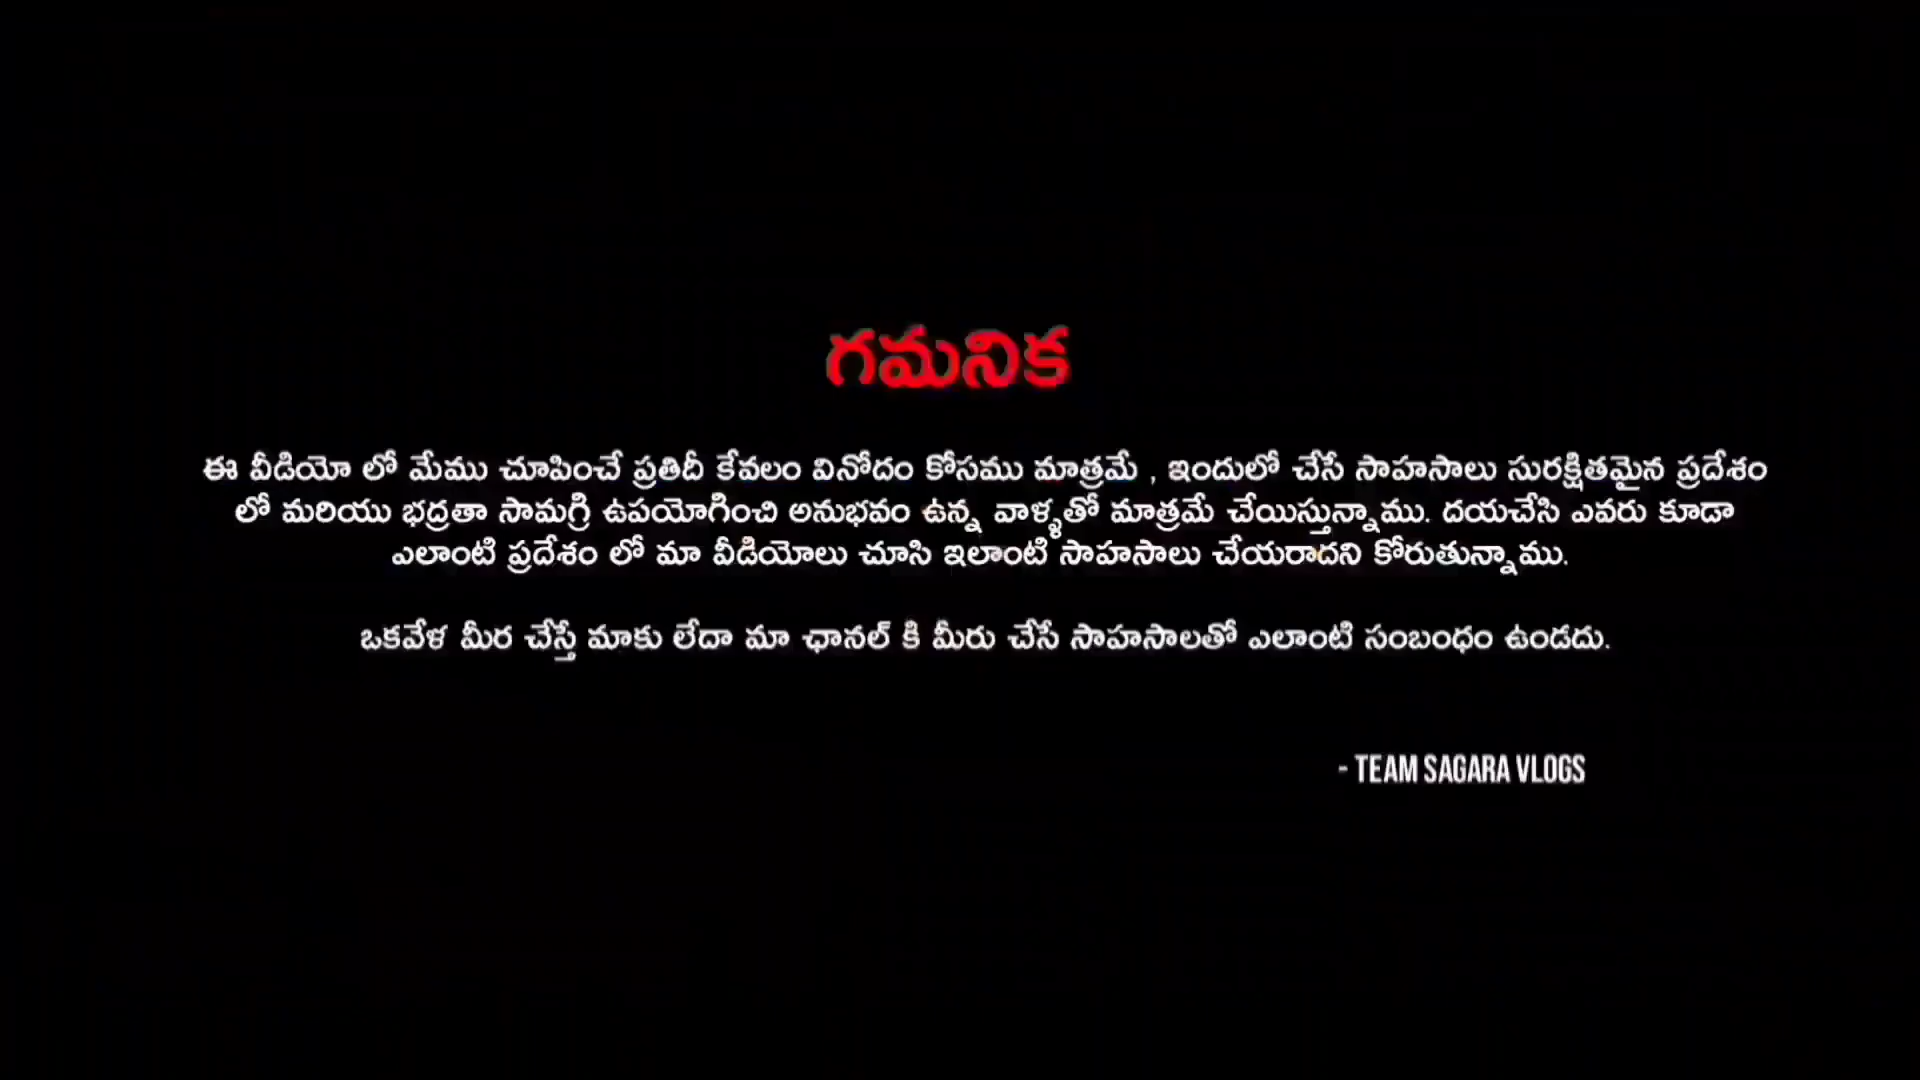 గమనిక
ఈ వీడియో లో మేము చూపించే ప్రతిదీ కేవలం వినోదం కోసము మాత్రమే , ఇందులో చేసే సాహసాలు సురక్షితమైన ప్రదేశం
లో మరియు భద్రతా సామగ్రి ఉపయోగించి అనుభవం ఉన్న వాళ్ళతో మాత్రమే చేయిస్తున్నాము. దయచేసి ఎవరు కూడా
ఎలాంటి ప్రదేశం లో మా వీడియోలు చూసి ఇలాంటి సాహసాలు చేయరాదని కోరుతున్నాము.
ఒకవేళ మీర చేస్తే మాకు లేదా మా ఛానల్ కి మీరు చేసే సాహసాలతో ఎలాంటి సంబంధం ఉండదు.
- TEAM SAGARA VLOGS